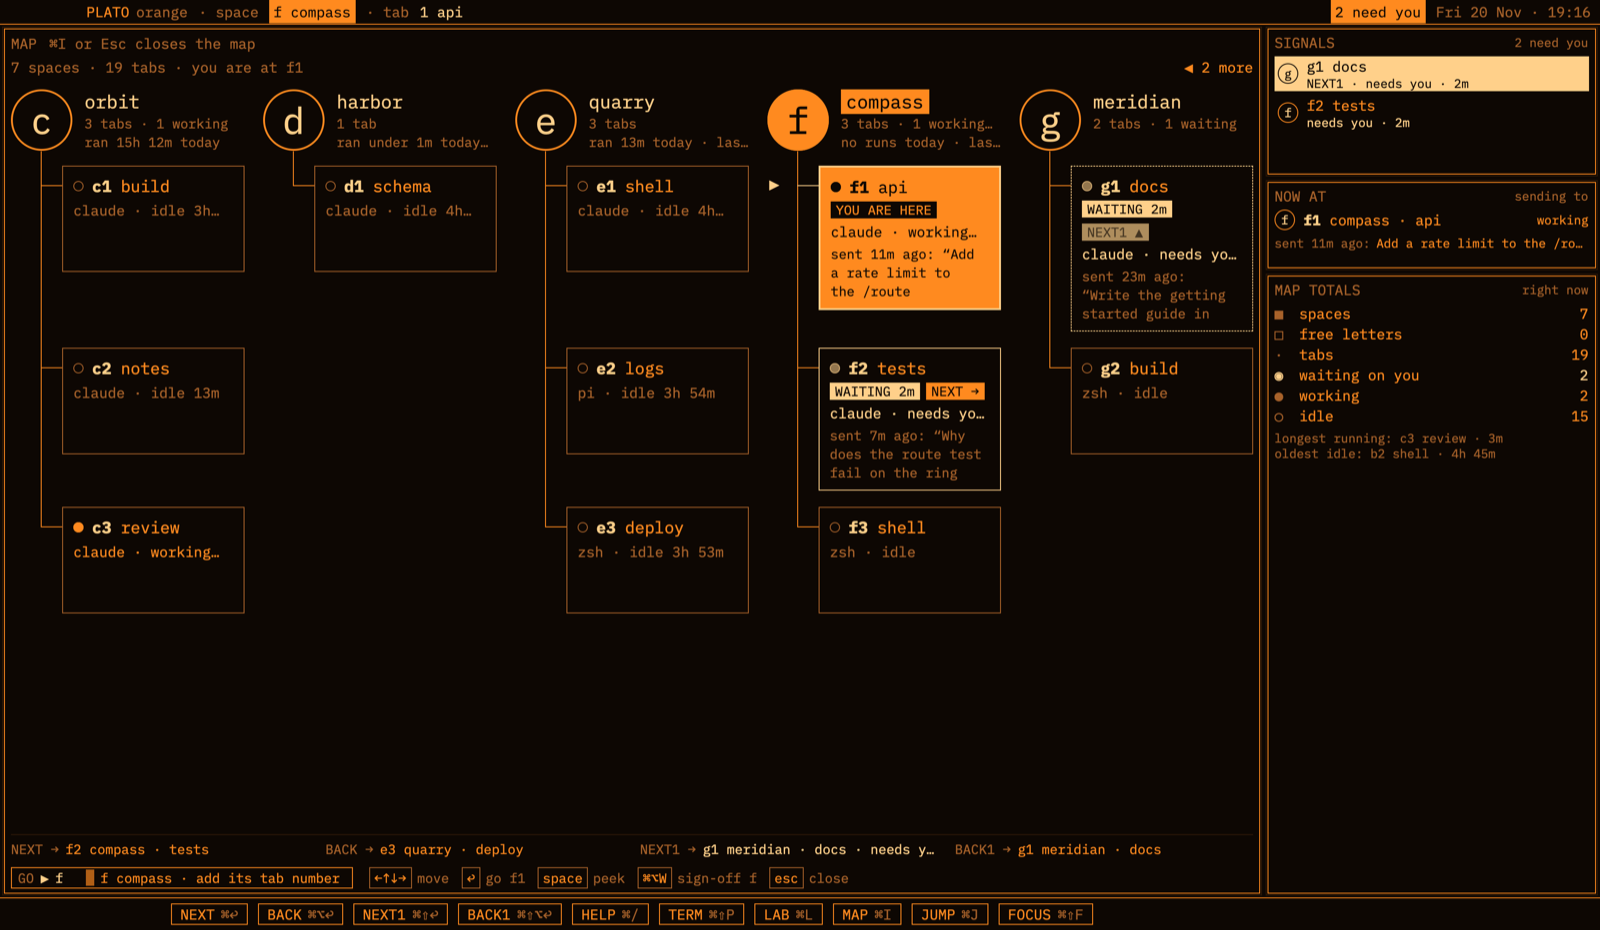 PLATO orange · space f compass · tab 1 api
2 need you Fri 20 Nov · 19:16
MAP ⌘I or Esc closes the map
7 spaces · 19 tabs · you are at f1
◀ 2 more
c orbit
3 tabs · 1 working
ran 15h 12m today
c1 build
claude · idle 3h…
c2 notes
claude · idle 13m
c3 review
claude · working…
d harbor
1 tab
ran under 1m today…
d1 schema
claude · idle 4h…
e quarry
3 tabs
ran 13m today · las…
e1 shell
claude · idle 4h…
e2 logs
pi · idle 3h 54m
e3 deploy
zsh · idle 3h 53m
f compass
3 tabs · 1 working…
no runs today · las…
▶ f1 api
YOU ARE HERE
claude · working…
sent 11m ago: “Add
a rate limit to
the /route
f2 tests
WAITING 2m NEXT →
claude · needs yo…
sent 7m ago: “Why
does the route test
fail on the ring
f3 shell
zsh · idle
g meridian
2 tabs · 1 waiting
g1 docs
WAITING 2m
NEXT1 ▲
claude · needs yo…
sent 23m ago:
“Write the getting
started guide in
g2 build
zsh · idle
NEXT → f2 compass · tests
BACK → e3 quarry · deploy
NEXT1 → g1 meridian · docs · needs y…
BACK1 → g1 meridian · docs
GO ▶ f f compass · add its tab number
←↑↓→ move ↵ go f1 space peek ⌘⌥W sign-off f esc close
SIGNALS 2 need you
g g1 docs
NEXT1 · needs you · 2m
f f2 tests
needs you · 2m
NOW AT sending to
f f1 compass · api working
sent 11m ago: Add a rate limit to the /ro…
MAP TOTALS right now
spaces 7
free letters 0
tabs 19
waiting on you 2
working 2
idle 15
longest running: c3 review · 3m
oldest idle: b2 shell · 4h 45m
NEXT ⌘↵ BACK ⌘⌥↵ NEXT1 ⌘⇧↵ BACK1 ⌘⇧⌥↵ HELP ⌘/ TERM ⌘⇧P LAB ⌘L MAP ⌘I JUMP ⌘J FOCUS ⌘⇧F